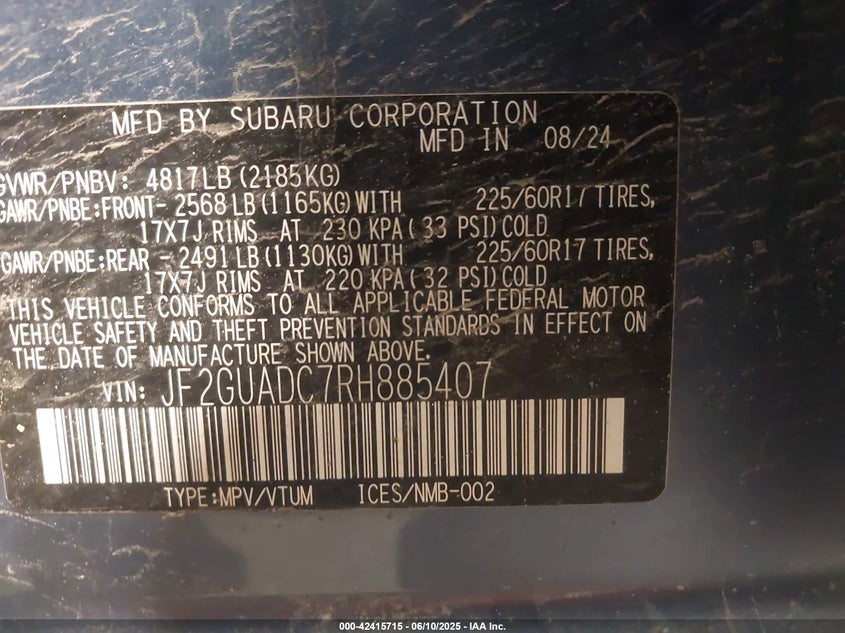 MFD BY SUBARU CORPORATION
MFD IN 08/24
GVWR/PNBV: 4817LB (2185KG)
GAWR/PNBE:FRONT- 2568 LB (1165KG) WITH 225/60R17 TIRES,
17X7J RIMS AT 230 KPA (33 PSI) COLD
GAWR/PNBE:REAR - 2491 LB (1130KG) WITH 225/60R17 TIRES,
17X7J RIMS AT 220 KPA (32 PSI) COLD
THIS VEHICLE CONFORMS TO ALL APPLICABLE FEDERAL MOTOR
VEHICLE SAFETY AND THEFT PREVENTION STANDARDS IN EFFECT ON
THE DATE OF MANUFACTURE SHOWN ABOVE.
VIN: JF2GUADC7RH885407
TYPE:MPV/VTUM ICES/NMB-002
000-42415715 - 06/10/2025 - IAA Inc.